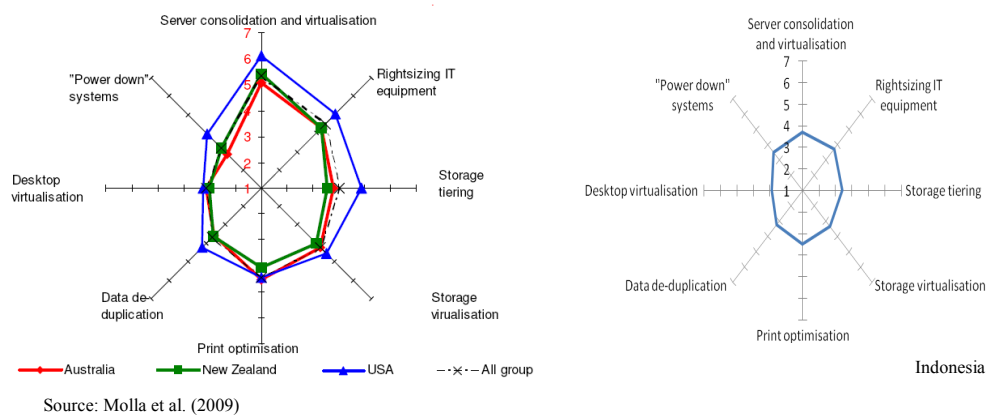 Server consolidation and virtualisation
7
6
5
4
3
2
1
Rightsizing IT
equipment
Storage
tiering
Storage
virualisation
Print optimisation
Data de-
duplication
Desktop
virtualisation
"Power down"
systems
Australia
New Zealand
USA
All group
Source: Molla et al. (2009)
Server consolidation
and virtualisation
7
6
5
4
3
2
1
Rightsizing IT
equipment
Storage tiering
Storage virtualisation
Print optimisation
Data de-duplication
Desktop virtualisation
"Power down"
systems
Indonesia